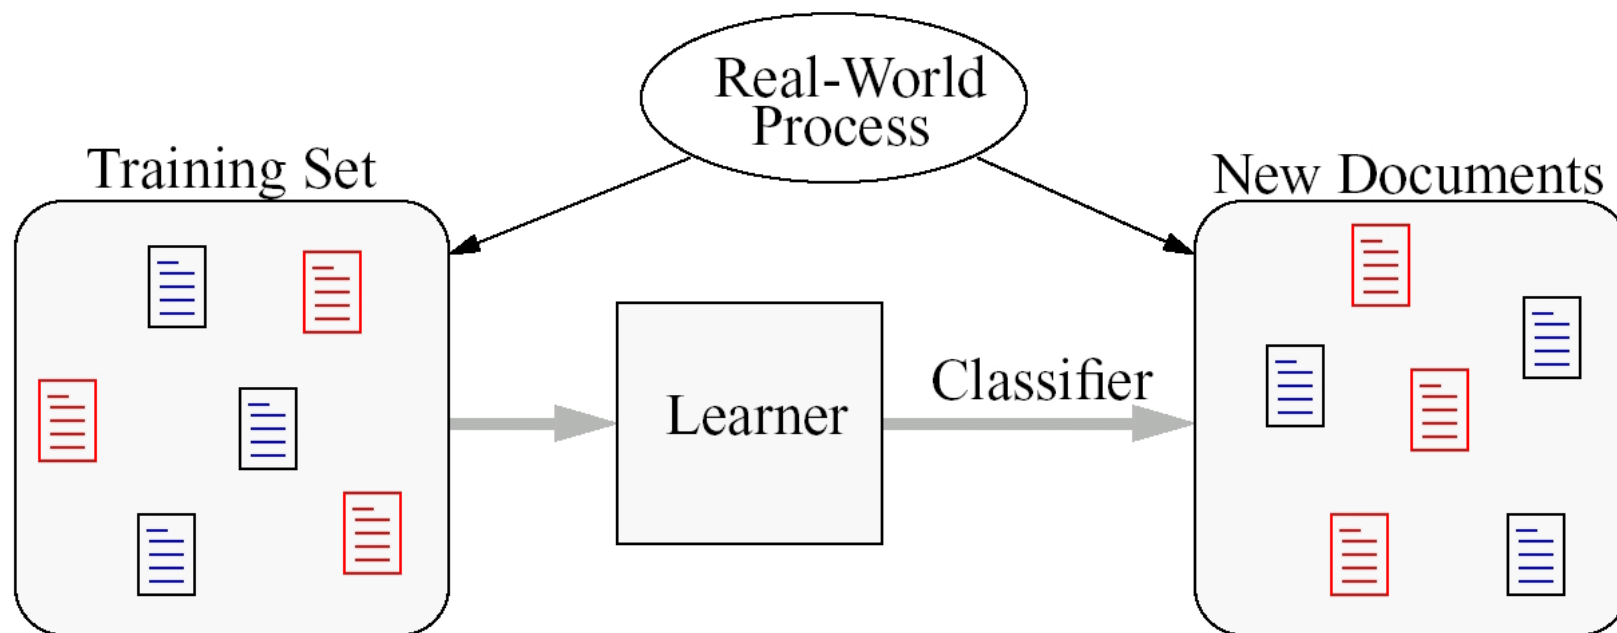 Real-World
Process
Training Set
New Documents
Learner
Classifier